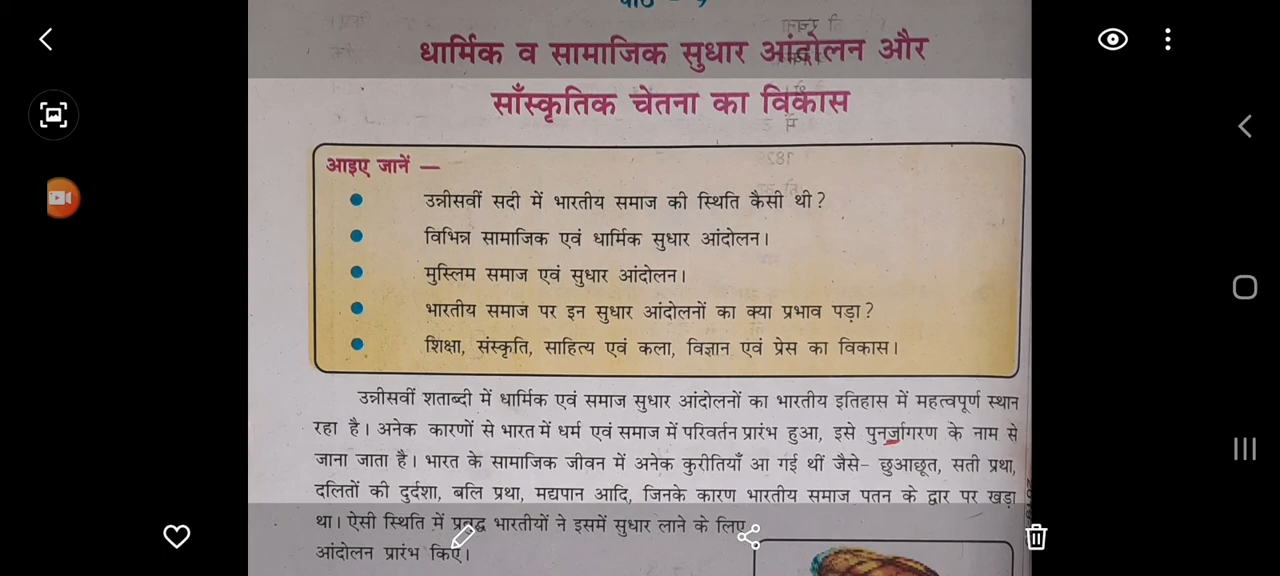 पाठ - 9
धार्मिक व सामाजिक सुधार आंदोलन और
साँस्कृतिक चेतना का विकास
आइए जानें —
● उन्नीसवीं सदी में भारतीय समाज की स्थिति कैसी थी ?
● विभिन्न सामाजिक एवं धार्मिक सुधार आंदोलन।
● मुस्लिम समाज एवं सुधार आंदोलन।
● भारतीय समाज पर इन सुधार आंदोलनों का क्या प्रभाव पड़ा ?
● शिक्षा, संस्कृति, साहित्य एवं कला, विज्ञान एवं प्रेस का विकास।
उन्नीसवीं शताब्दी में धार्मिक एवं समाज सुधार आंदोलनों का भारतीय इतिहास में महत्वपूर्ण स्थान
रहा है। अनेक कारणों से भारत में धर्म एवं समाज में परिवर्तन प्रारंभ हुआ, इसे पुनर्जागरण के नाम से
जाना जाता है। भारत के सामाजिक जीवन में अनेक कुरीतियाँ आ गई थीं जैसे- छुआछूत, सती प्रथा,
दलितों की दुर्दशा, बलि प्रथा, मद्यपान आदि, जिनके कारण भारतीय समाज पतन के द्वार पर खड़ा
था। ऐसी स्थिति में प्रबुद्ध भारतीयों ने इसमें सुधार लाने के लिए
आंदोलन प्रारंभ किए।